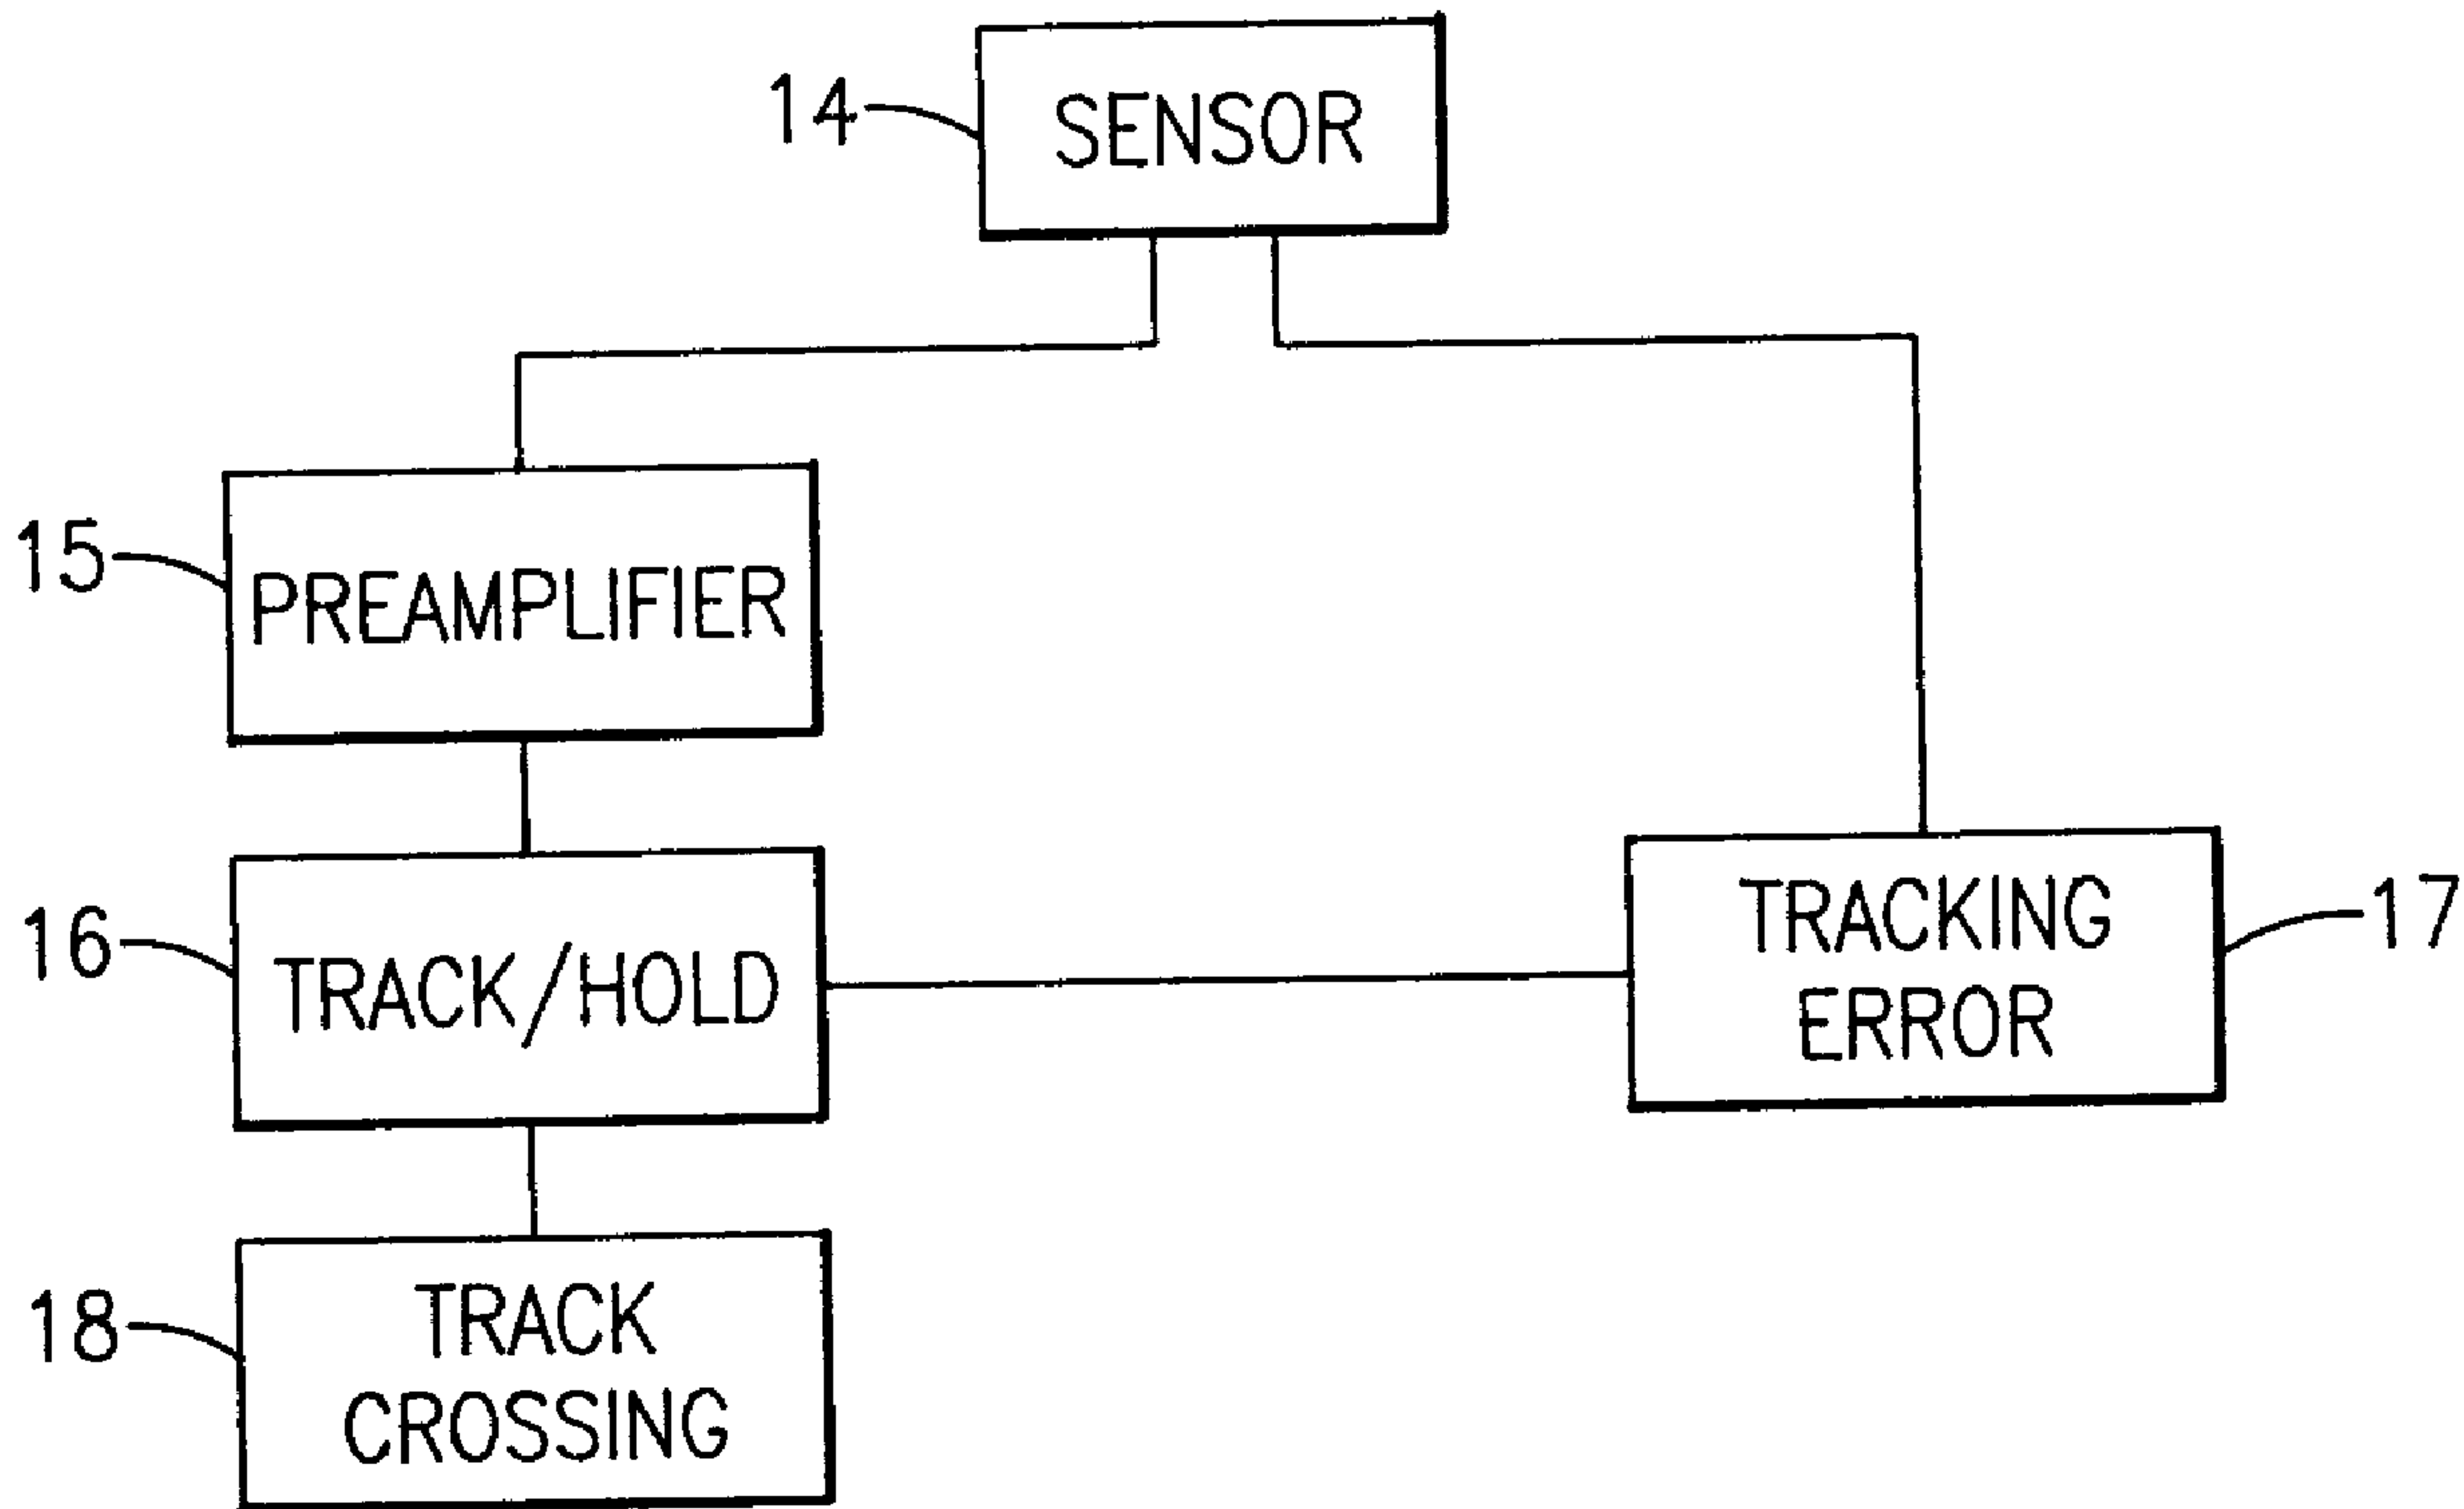 14
SENSOR
15
PREAMPLIFIER
16
TRACK/HOLD
TRACKING
ERROR
17
18
TRACK
CROSSING